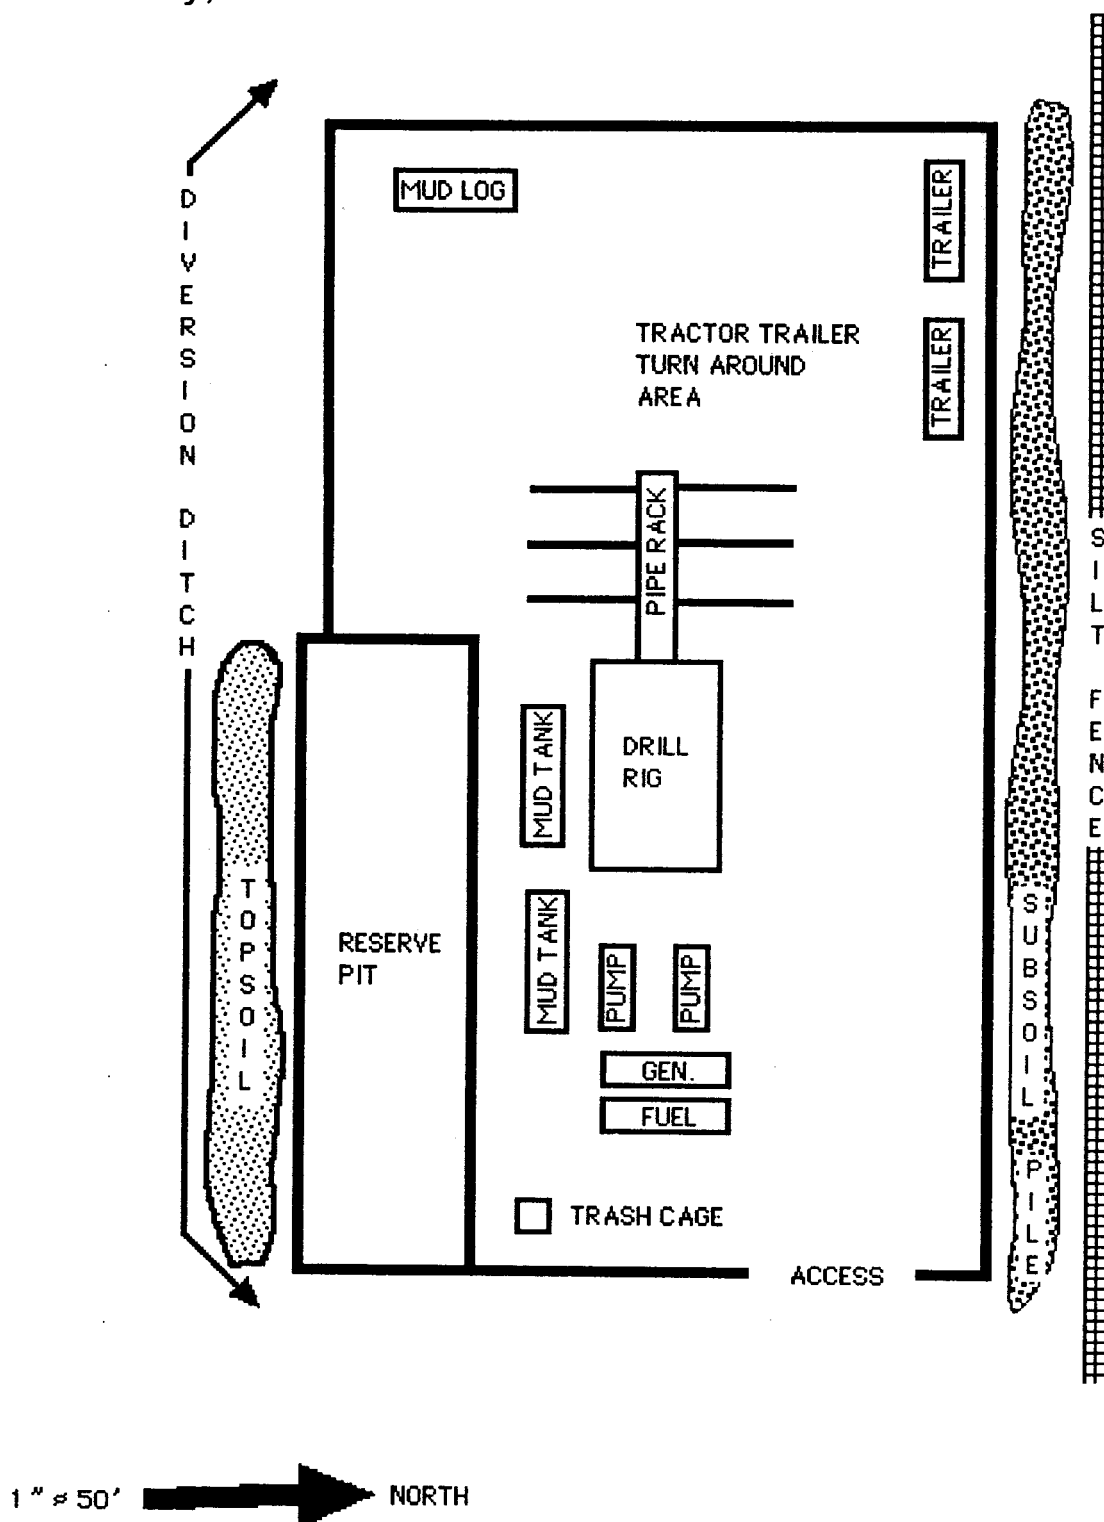 MUD LOG
TRAILER
DIVERSION DITCH
TRACTOR TRAILER
TURN AROUND
AREA
TRAILER
PIPE RACK
SILT FENCE
MUD TANK
DRILL
RIG
TOPSOIL
RESERVE
PIT
MUD TANK
PUMP
PUMP
SUBSOIL PILE
GEN.
FUEL
TRASH CAGE
ACCESS
1" ≈ 50'
NORTH